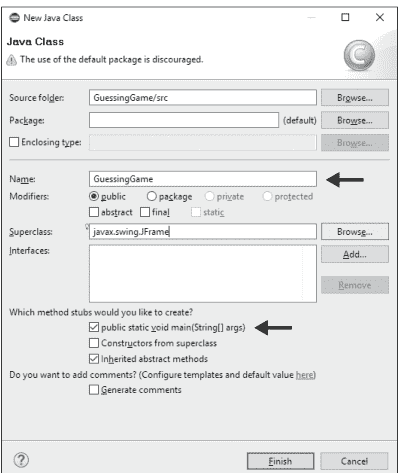 New Java Class
Java Class
The use of the default package is discouraged.
C
Source folder: GuessingGame/src Browse...
Package: (default) Browse...
Enclosing type: Browse...
Name: GuessingGame
Modifiers: public package private protected
abstract final static
Superclass: javax.swing.JFrame Browse...
Interfaces: Add...
Remove
Which method stubs would you like to create?
public static void main(String[] args)
Constructors from superclass
Inherited abstract methods
Do you want to add comments? (Configure templates and default value here)
Generate comments
? Finish Cancel